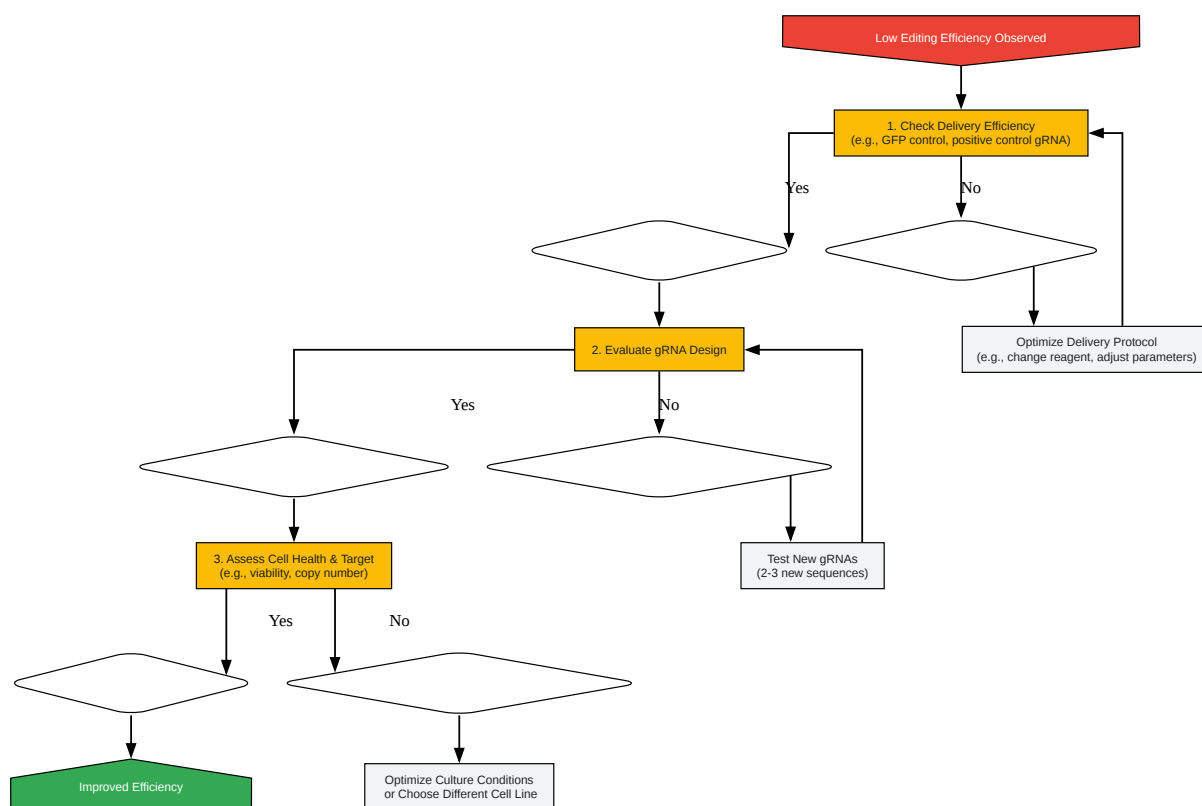 Low Editing Efficiency Observed
1. Check Delivery Efficiency
(e.g., GFP control, positive control gRNA)
Yes
No
Optimize Delivery Protocol
(e.g., change reagent, adjust parameters)
2. Evaluate gRNA Design
Yes
No
3. Assess Cell Health & Target
(e.g., viability, copy number)
Test New gRNAs
(2-3 new sequences)
Yes
No
Improved Efficiency
Optimize Culture Conditions
or Choose Different Cell Line